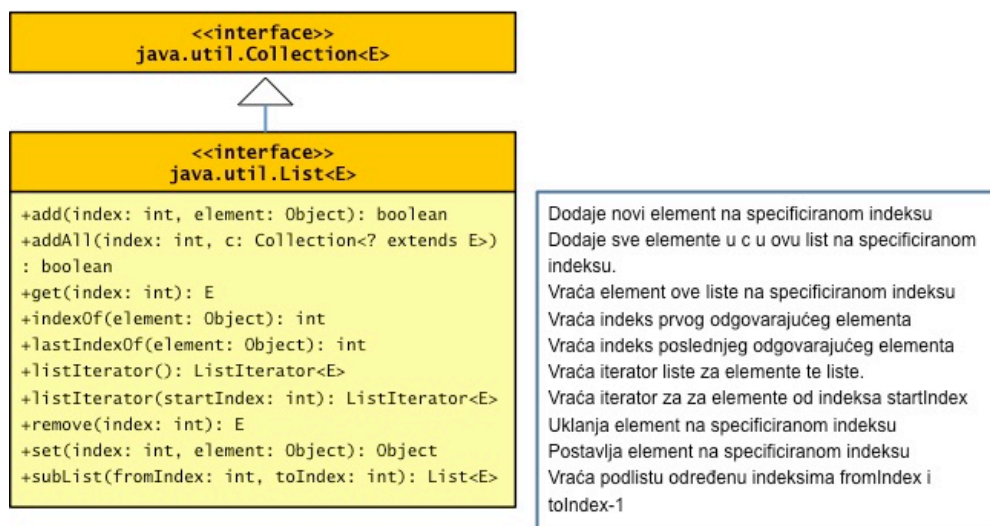 <<interface>>
java.util.Collection<E>
<<interface>>
java.util.List<E>
+add(index: int, element: Object): boolean
+addAll(index: int, c: Collection<? extends E>)
: boolean
+get(index: int): E
+indexOf(element: Object): int
+lastIndexOf(element: Object): int
+listIterator(): ListIterator<E>
+listIterator(startIndex: int): ListIterator<E>
+remove(index: int): E
+set(index: int, element: Object): Object
+subList(fromIndex: int, toIndex: int): List<E>
Dodaje novi element na specificiranom indeksu
Dodaje sve elemente u c u ovu list na specificiranom
indeksu.
Vraća element ove liste na specificiranom indeksu
Vraća indeks prvog odgovarajućeg elementa
Vraća indeks poslednjeg odgovarajućeg elementa
Vraća iterator liste za elemente te liste.
Vraća iterator za za elemente od indeksa startIndex
Uklanja element na specificiranom indeksu
Postavlja element na specificiranom indeksu
Vraća podlistu određenu indeksima fromIndex i
toIndex-1